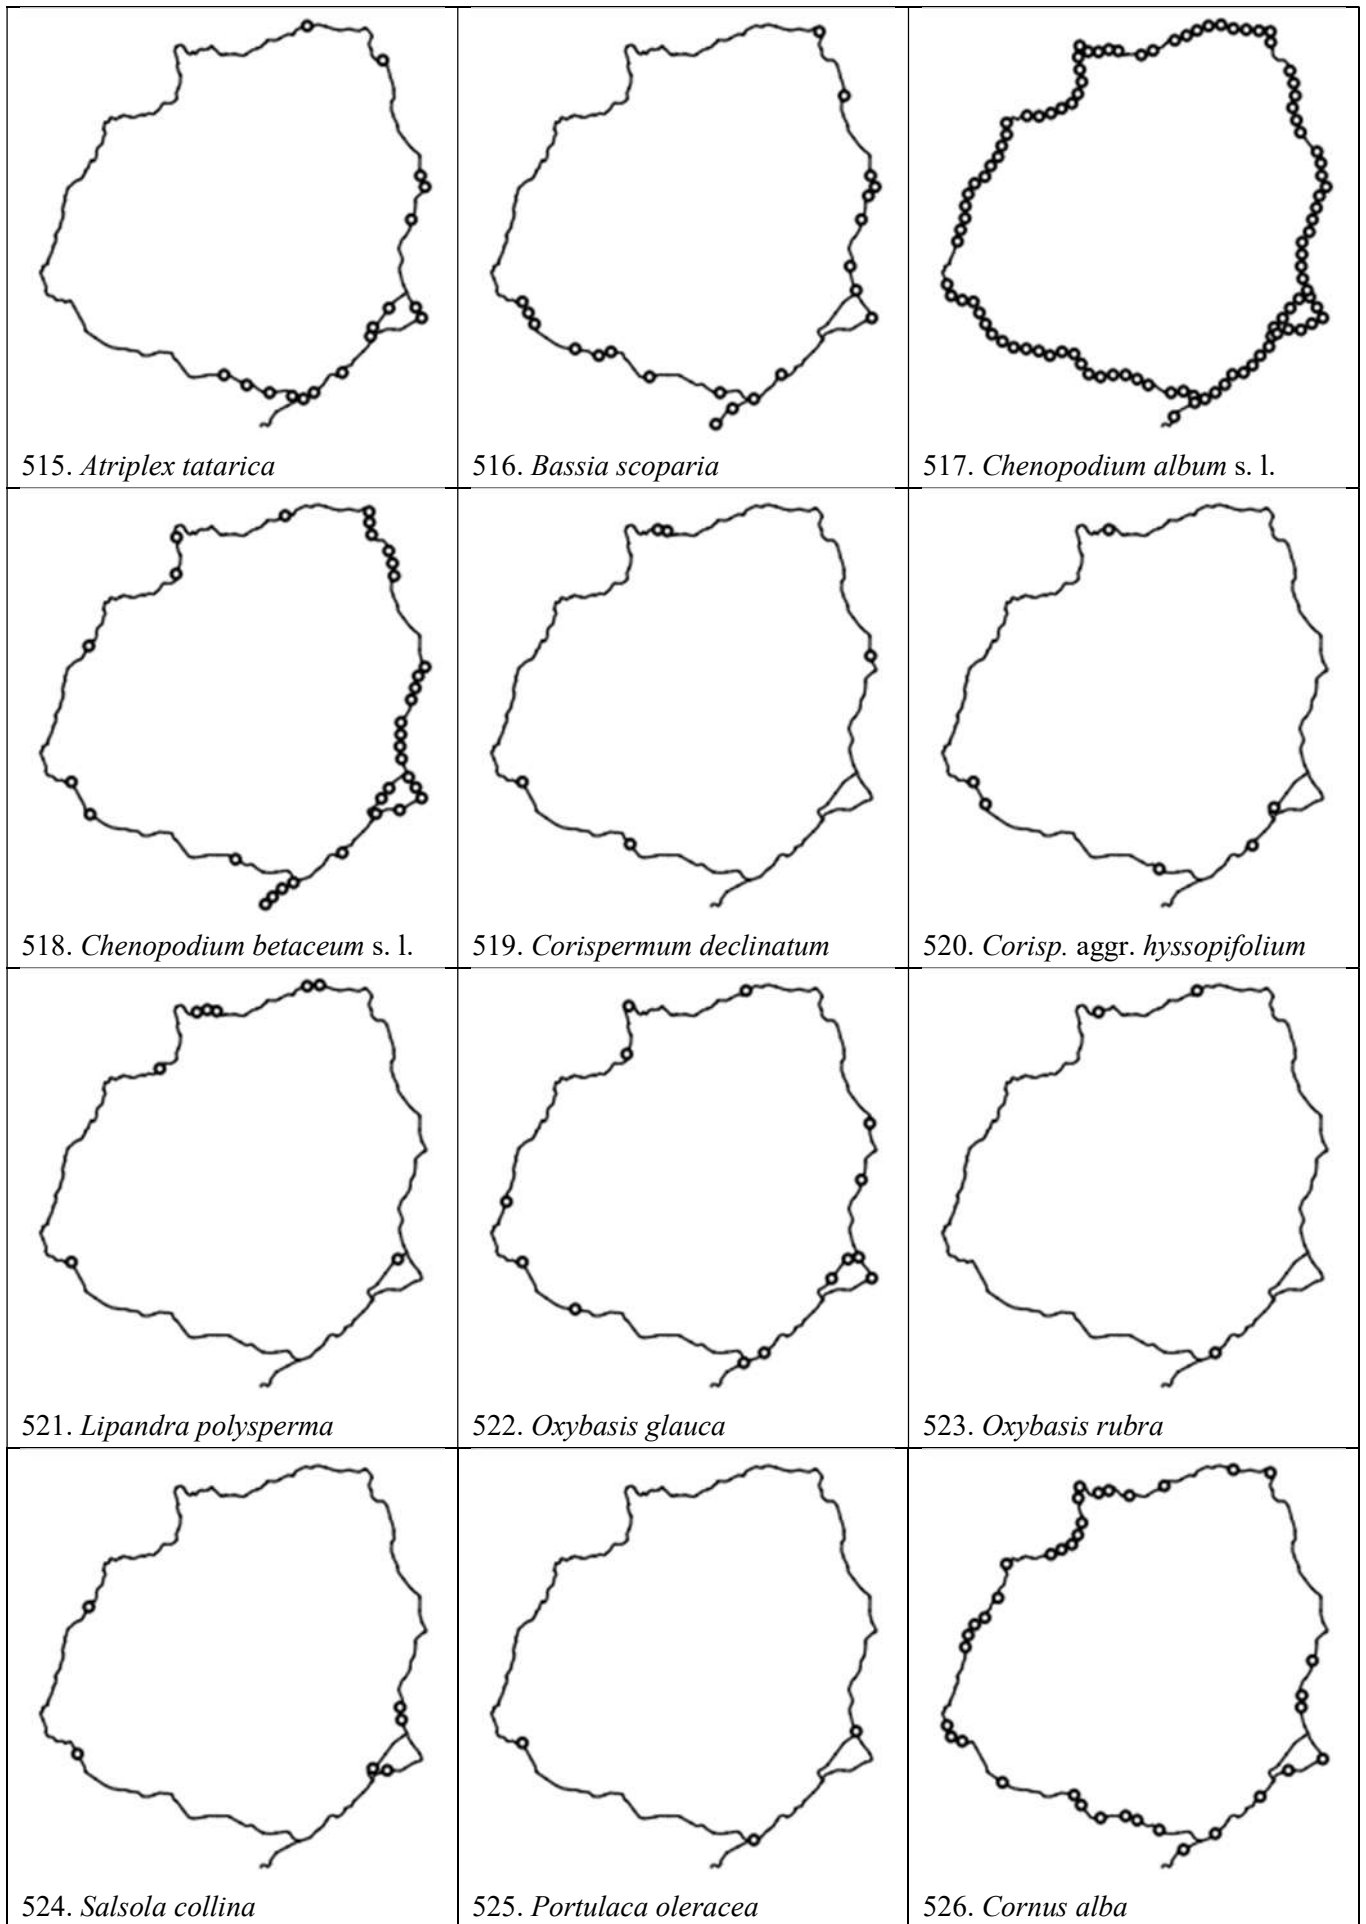 515. Atriplex tatarica
516. Bassia scoparia
517. Chenopodium album s. l.
518. Chenopodium betaceum s. l.
519. Corispermum declinatum
520. Corisp. aggr. hyssopifolium
521. Lipandra polysperma
522. Oxybasis glauca
523. Oxybasis rubra
524. Salsola collina
525. Portulaca oleracea
526. Cornus alba